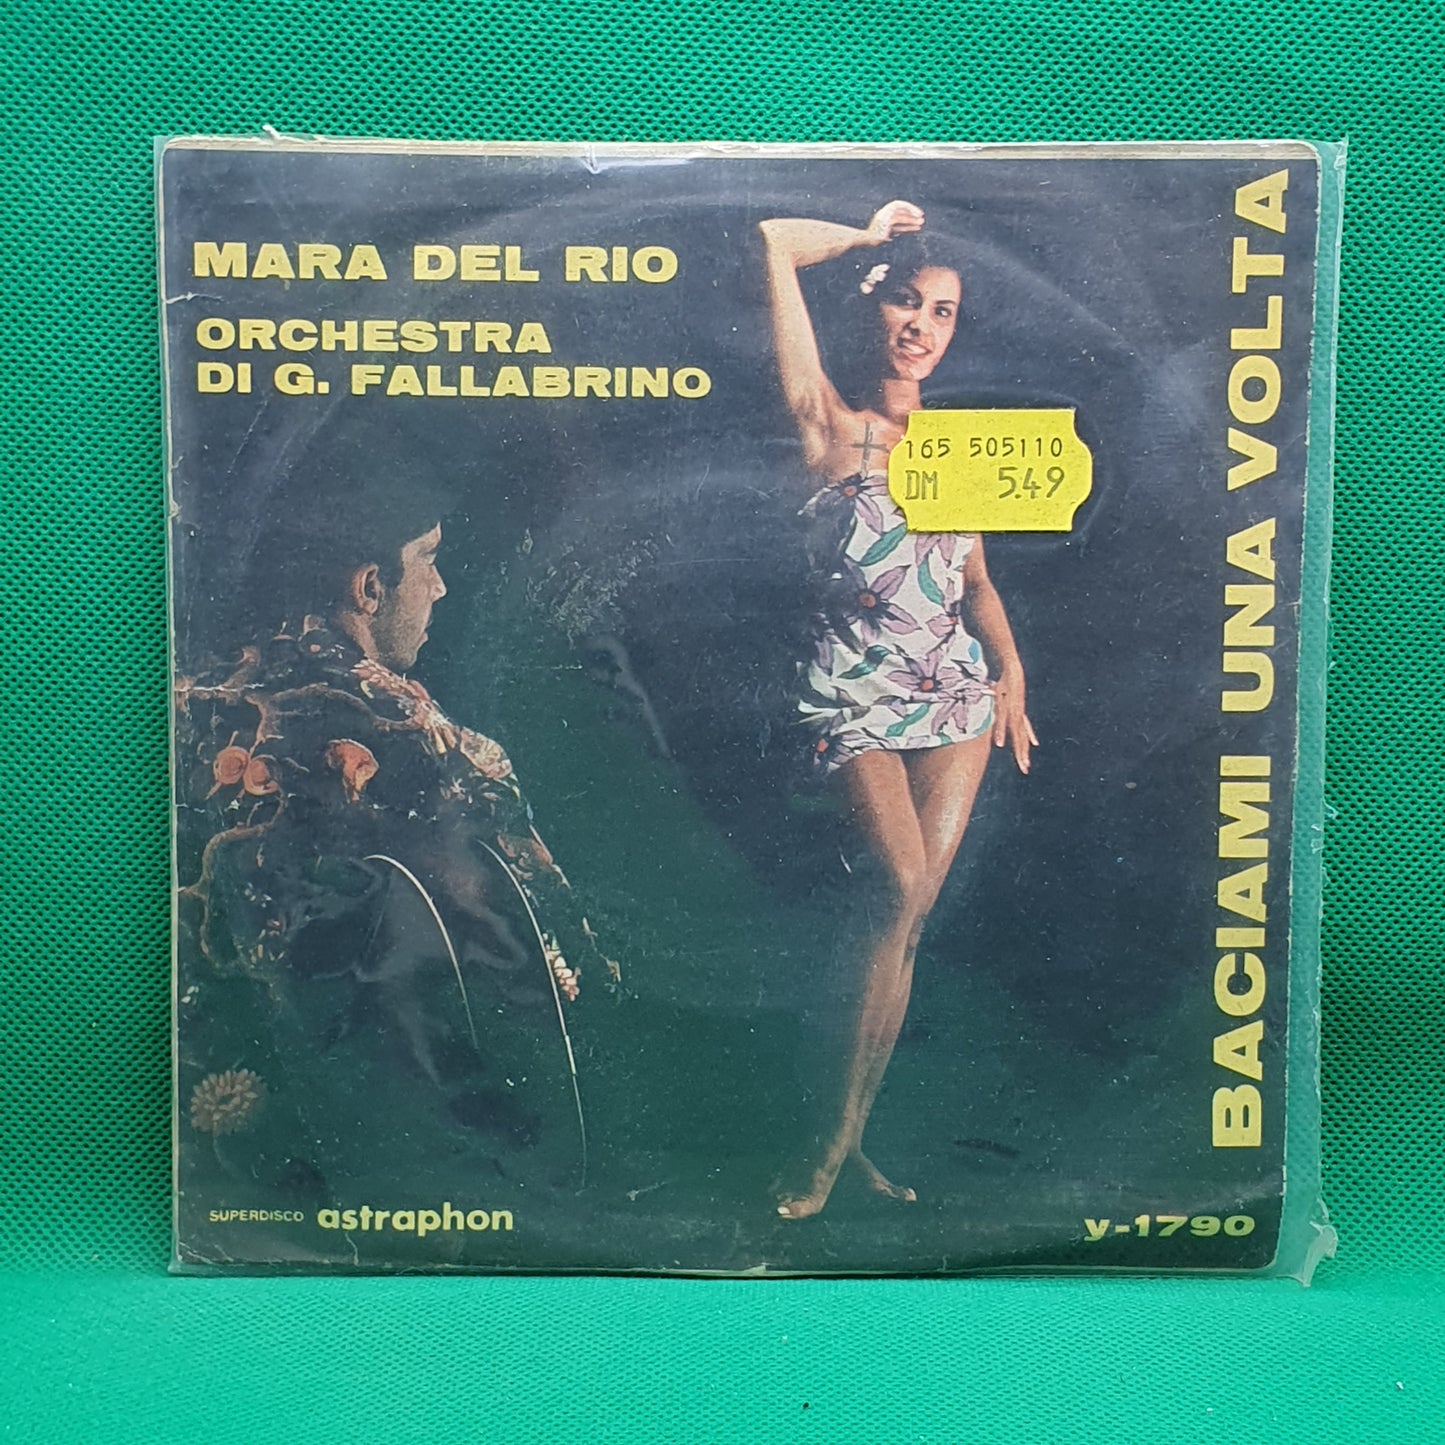 MARA DEL RIO
ORCHESTRA
DI G. FALLABRINO
165 505110
DM 5.49
BACIAMI UNA VOLTA
SUPERDISCO astraphon
y-1790